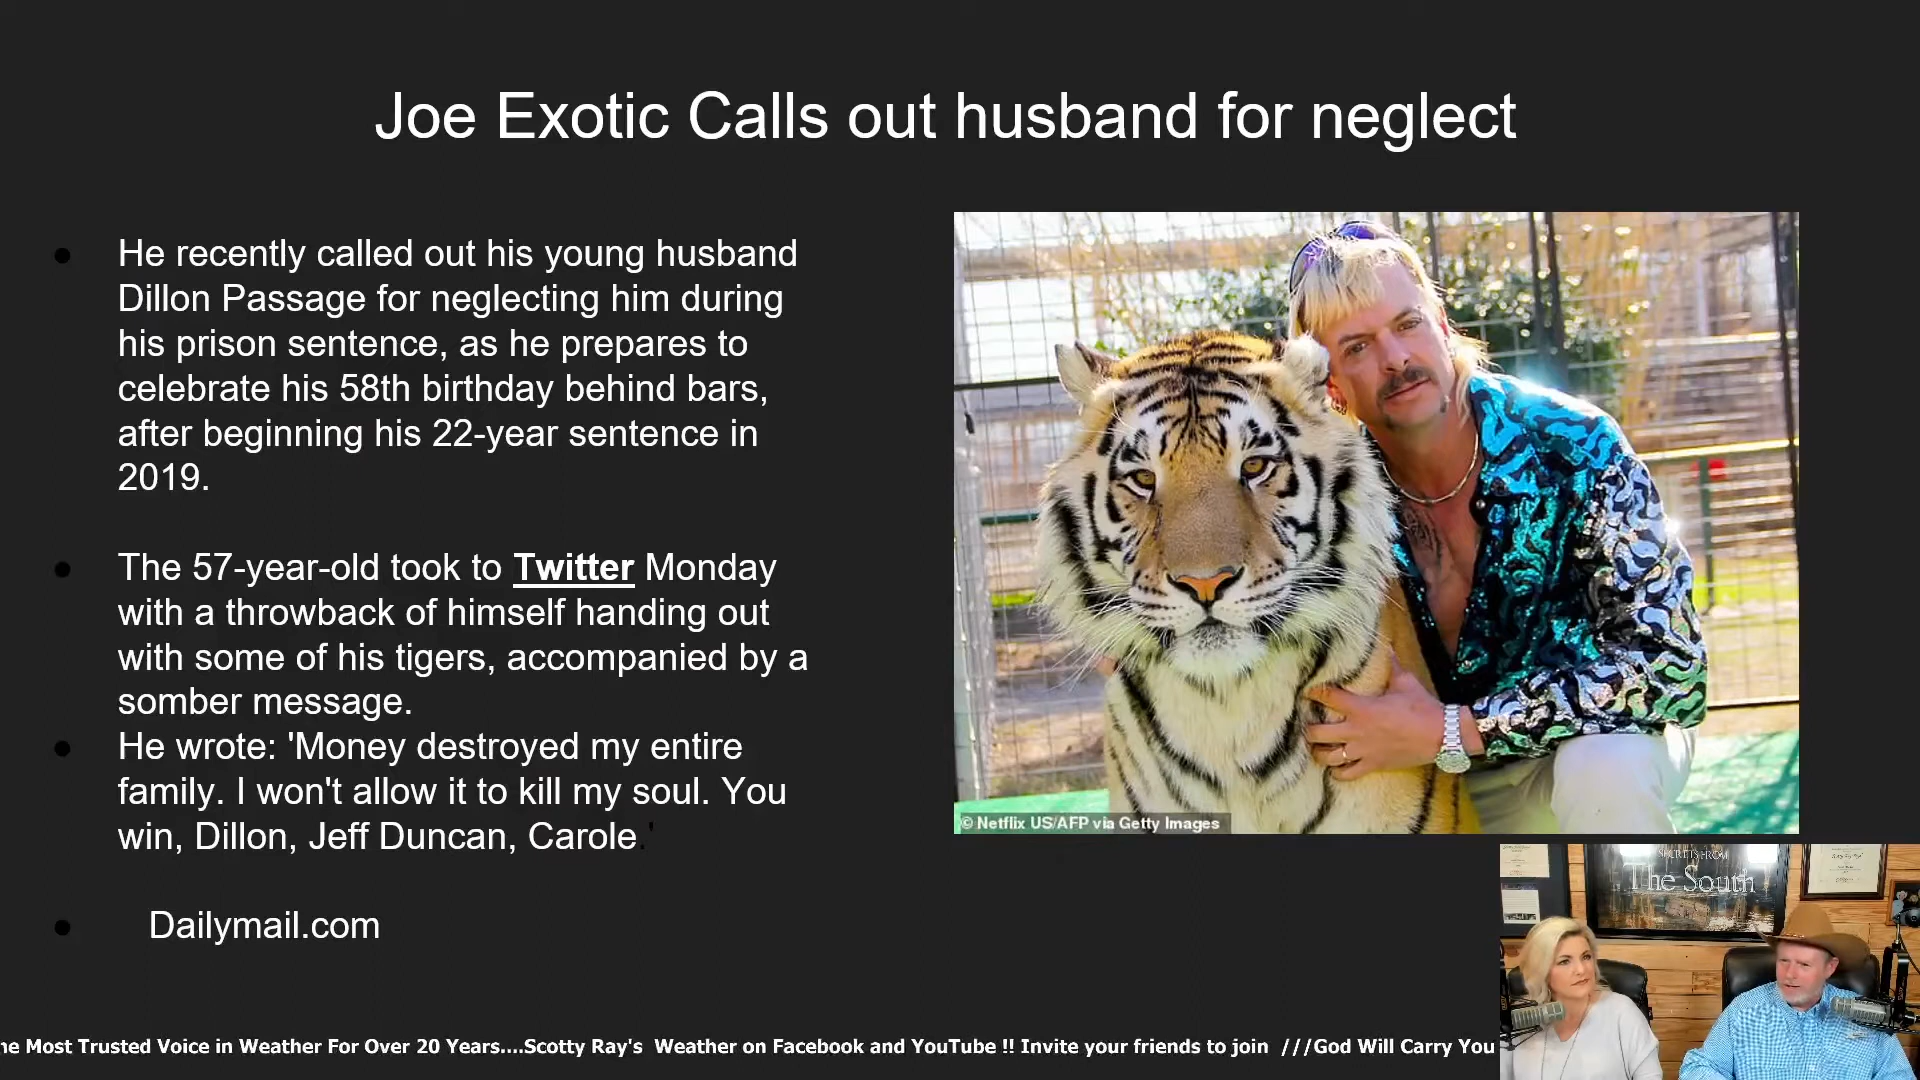 Joe Exotic Calls out husband for neglect
He recently called out his young husband
Dillon Passage for neglecting him during
his prison sentence, as he prepares to
celebrate his 58th birthday behind bars,
after beginning his 22-year sentence in
2019.
The 57-year-old took to Twitter Monday
with a throwback of himself handing out
with some of his tigers, accompanied by a
somber message.
He wrote: 'Money destroyed my entire
family. I won't allow it to kill my soul. You
win, Dillon, Jeff Duncan, Carole.'
Dailymail.com
© Netflix US/AFP via Getty Images
SECRETS FROM
The South
he Most Trusted Voice in Weather For Over 20 Years....Scotty Ray's Weather on Facebook and YouTube !! Invite your friends to join ///God Will Carry You